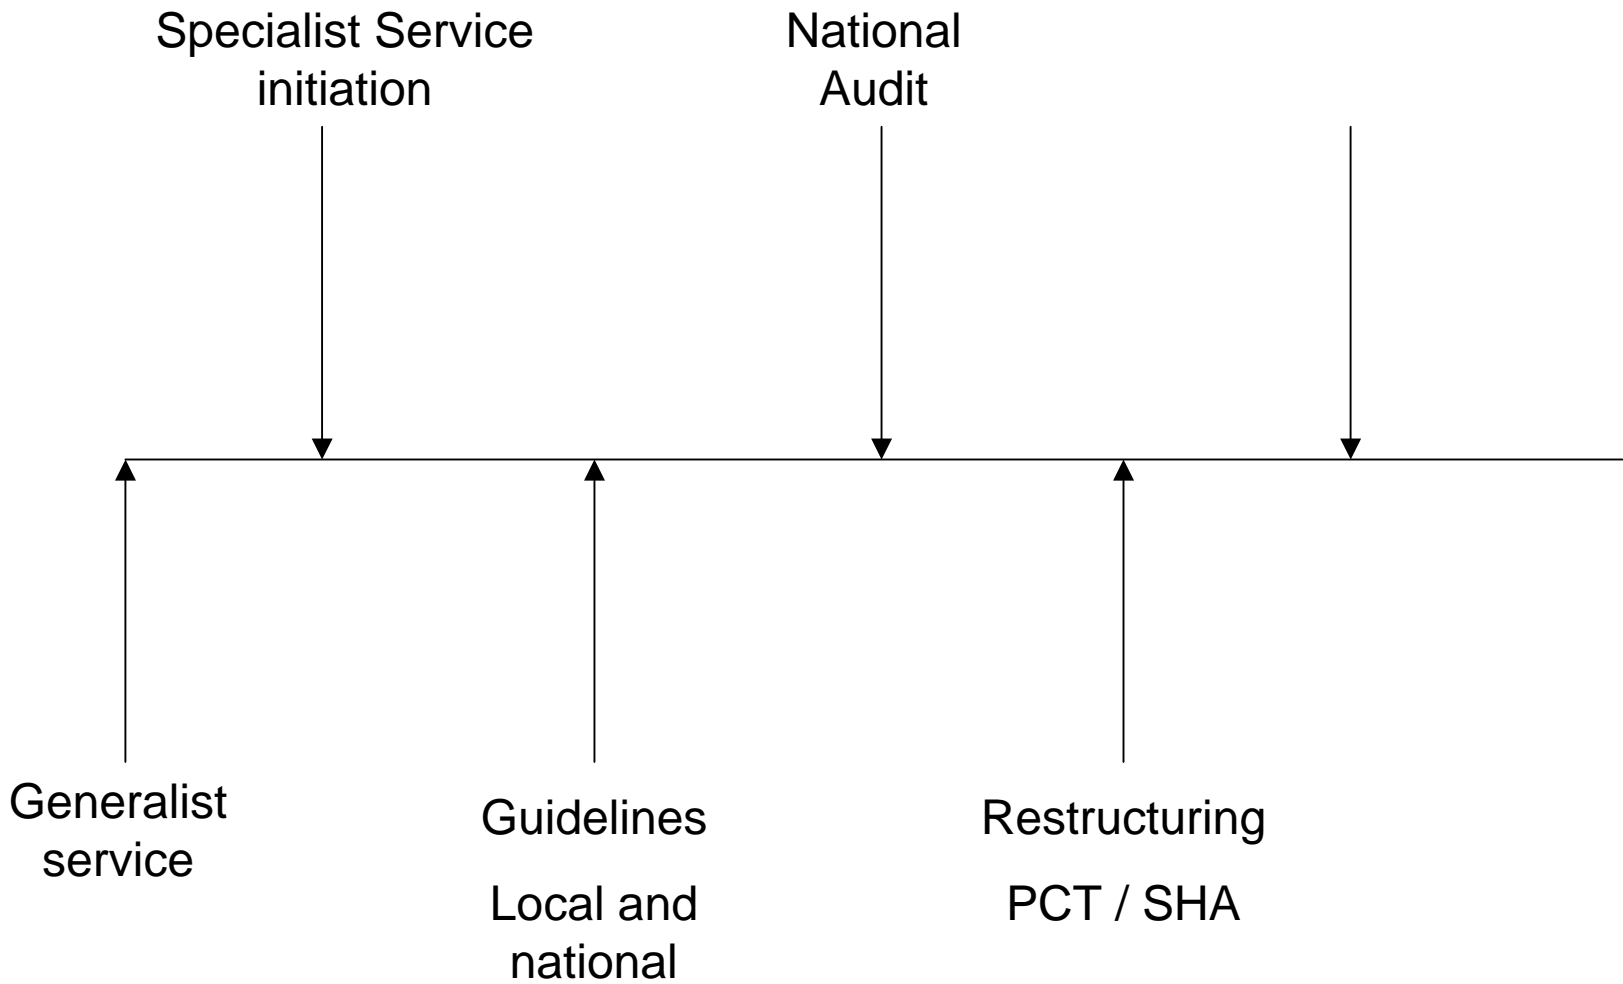 Specialist Service
initiation
National
Audit
Generalist
service
Guidelines
Local and
national
Restructuring
PCT / SHA